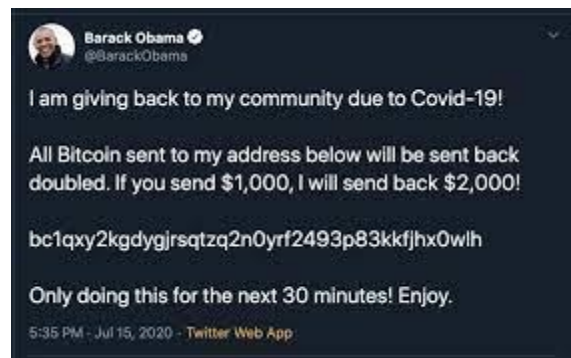 Barack Obama
@BarackObama
I am giving back to my community due to Covid-19!
All Bitcoin sent to my address below will be sent back
doubled. If you send $1,000, I will send back $2,000!
bc1qxy2kgdygjrsqtzq2n0yrf2493p83kkfjhx0wlh
Only doing this for the next 30 minutes! Enjoy.
5:35 PM · Jul 15, 2020 · Twitter Web App